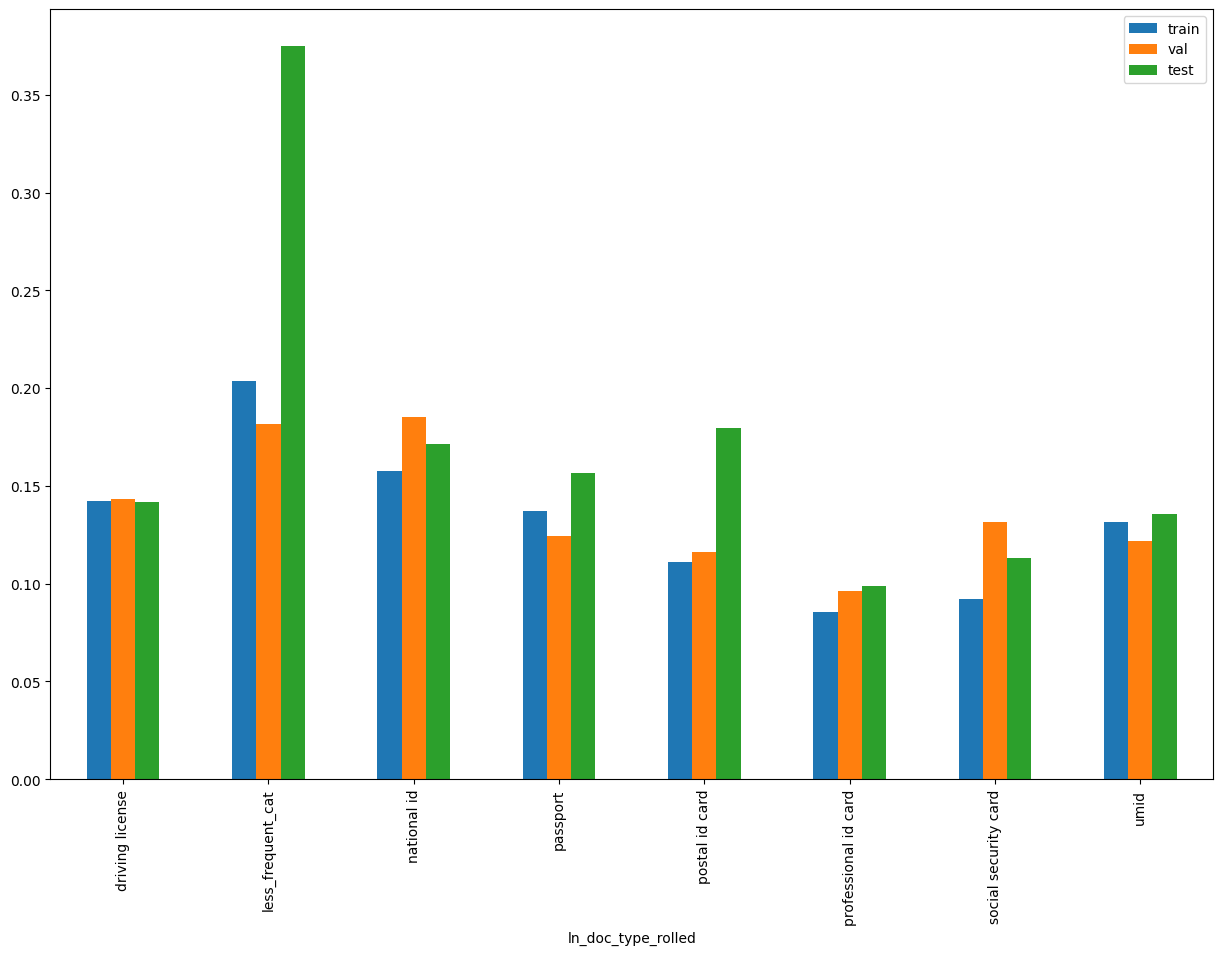 train
val
test
0.35
0.30
0.25
0.20
0.15
0.10
0.05
0.00
driving license
less_frequent_cat
national id
passport
postal id card
professional id card
social security card
umid
ln_doc_type_rolled